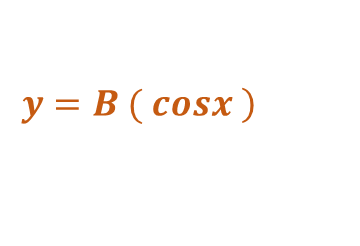 y = B ( cosx )